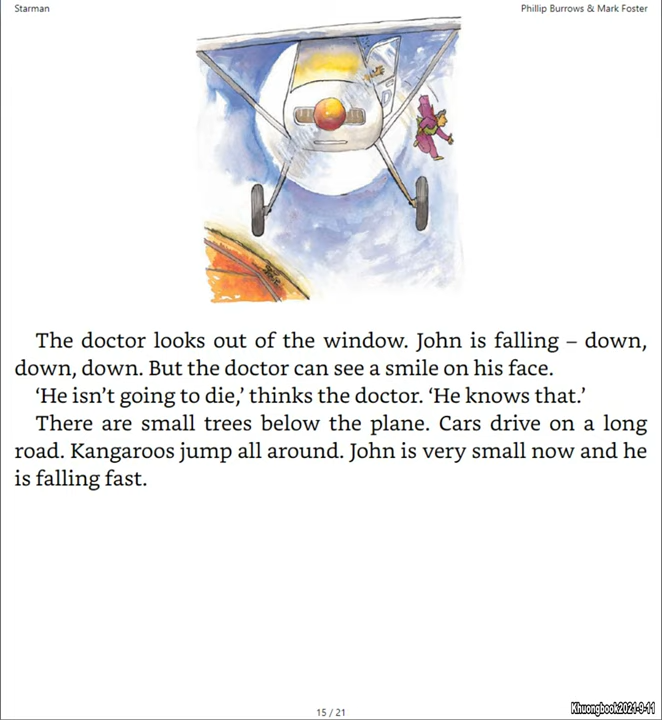 Starman
Phillip Burrows & Mark Foster
The doctor looks out of the window. John is falling – down,
down, down. But the doctor can see a smile on his face.
‘He isn’t going to die,’ thinks the doctor. ‘He knows that.’
There are small trees below the plane. Cars drive on a long
road. Kangaroos jump all around. John is very small now and he
is falling fast.
15 / 21
Khuongbook2021-9-11